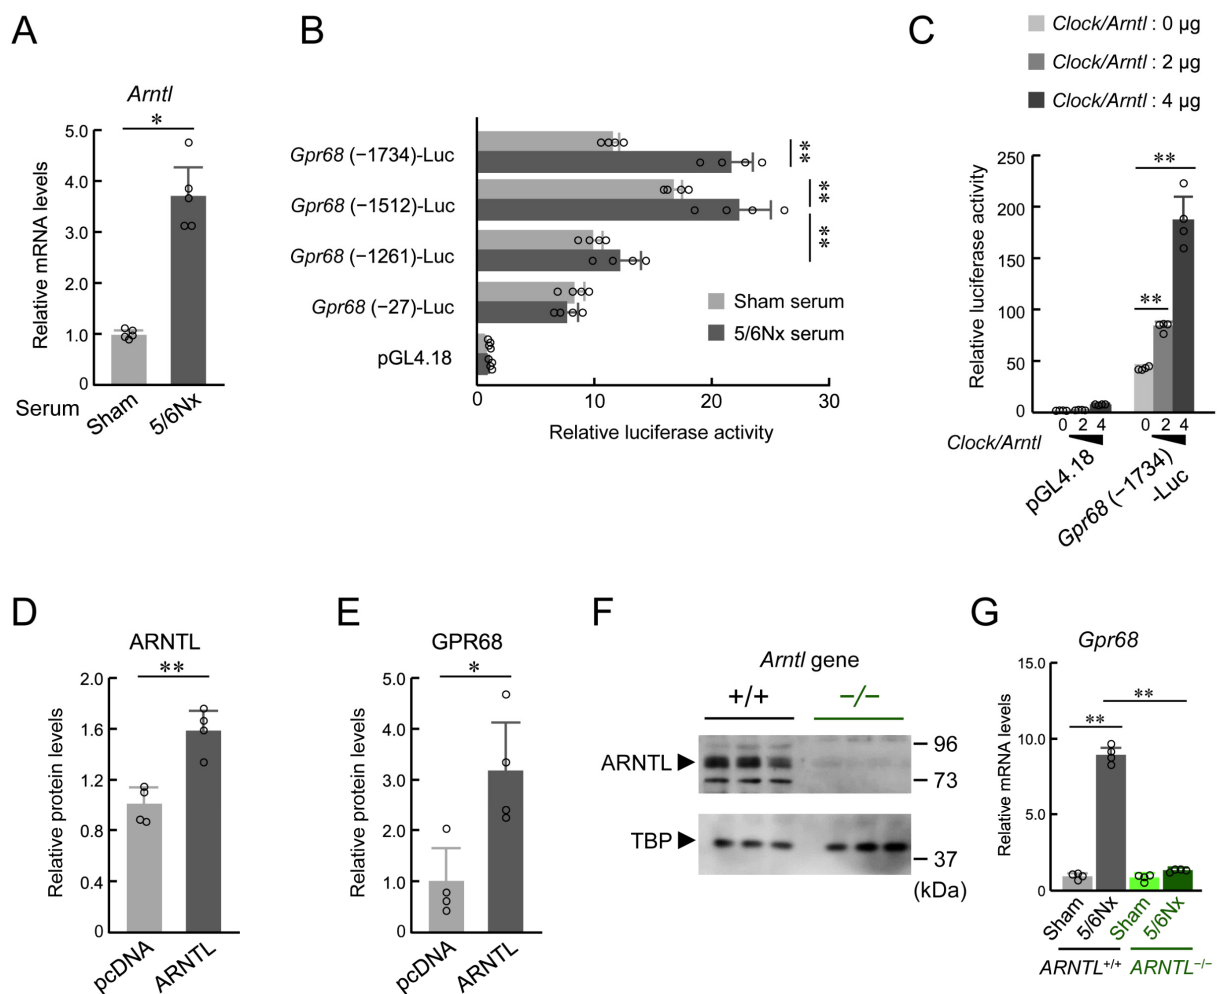 A
Arntl
*
Relative mRNA levels
5.0
4.0
3.0
2.0
1.0
0
Serum
Sham
5/6Nx
B
Gpr68 (−1734)-Luc
Gpr68 (−1512)-Luc
Gpr68 (−1261)-Luc
Gpr68 (−27)-Luc
pGL4.18
**
**
**
Sham serum
5/6Nx serum
0
10
20
30
Relative luciferase activity
C
Clock/Arntl : 0 µg
Clock/Arntl : 2 µg
Clock/Arntl : 4 µg
Relative luciferase activity
250
200
150
100
50
0
**
**
0 2 4
0 2 4
Clock/Arntl
pGL4.18
Gpr68 (−1734)
-Luc
D
ARNTL
**
Relative protein levels
2.0
1.6
1.2
0.8
0.4
0
pcDNA
ARNTL
E
GPR68
*
Relative protein levels
5.0
4.0
3.0
2.0
1.0
0
pcDNA
ARNTL
F
Arntl gene
+/+
−/−
ARNTL
96
73
TBP
37
(kDa)
G
Gpr68
Relative mRNA levels
15.0
10.0
5.0
0
**
**
Sham
5/6Nx
Sham
5/6Nx
ARNTL+/+
ARNTL−/−